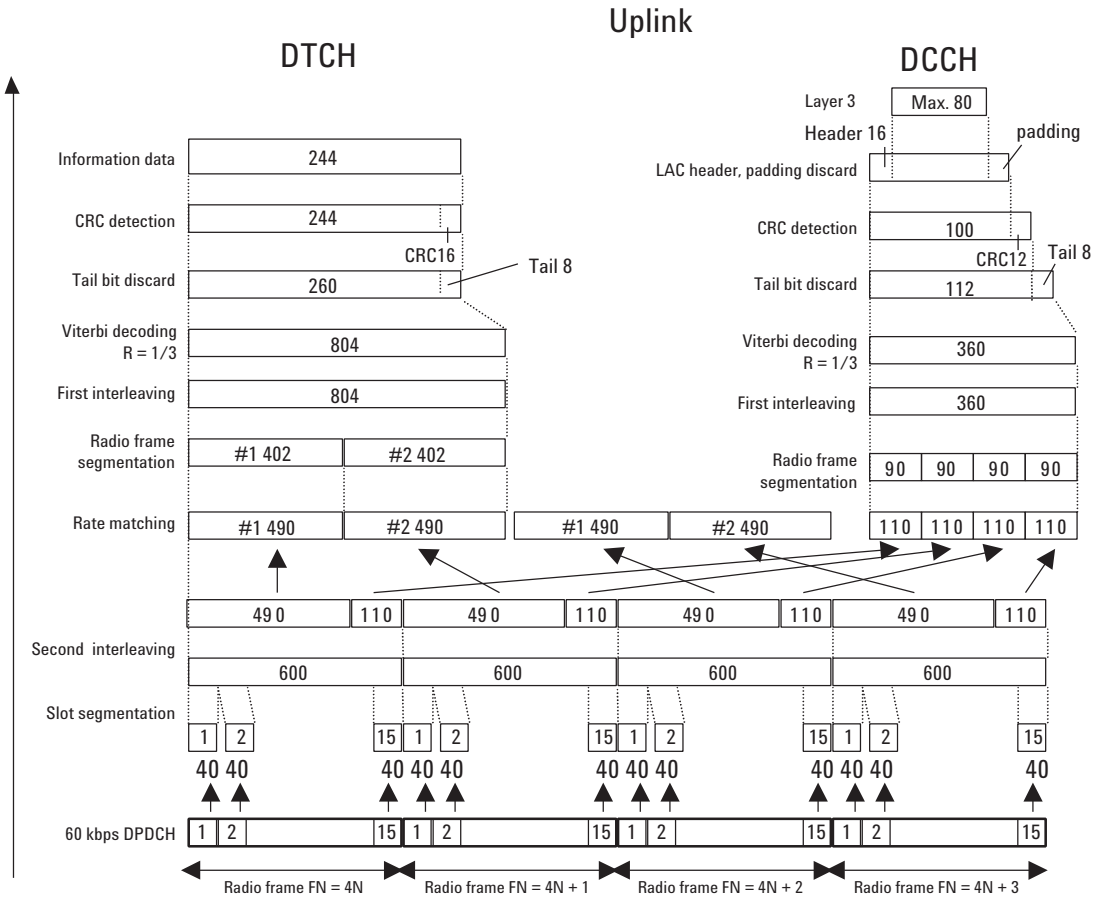 Uplink
DTCH
DCCH
Layer 3
Max. 80
Header 16
padding
LAC header, padding discard
Information data
244
CRC detection
244
CRC16
CRC detection
100
CRC12
Tail bit discard
260
Tail 8
Tail bit discard
112
Tail 8
Viterbi decoding
R = 1/3
804
Viterbi decoding
R = 1/3
360
First interleaving
804
First interleaving
360
Radio frame
segmentation
#1 402 #2 402
Radio frame
segmentation
90 90 90 90
Rate matching
#1 490 #2 490 #1 490 #2 490
110 110 110 110
490 110 490 110 490 110 490 110
Second interleaving
600 600 600 600
Slot segmentation
1 2 15 1 2 15 1 2 15 1 2 15
40 40 40 40 40 40 40 40 40 40 40 40
60 kbps DPDCH
1 2 15 1 2 15 1 2 15 1 2 15
Radio frame FN = 4N
Radio frame FN = 4N + 1
Radio frame FN = 4N + 2
Radio frame FN = 4N + 3